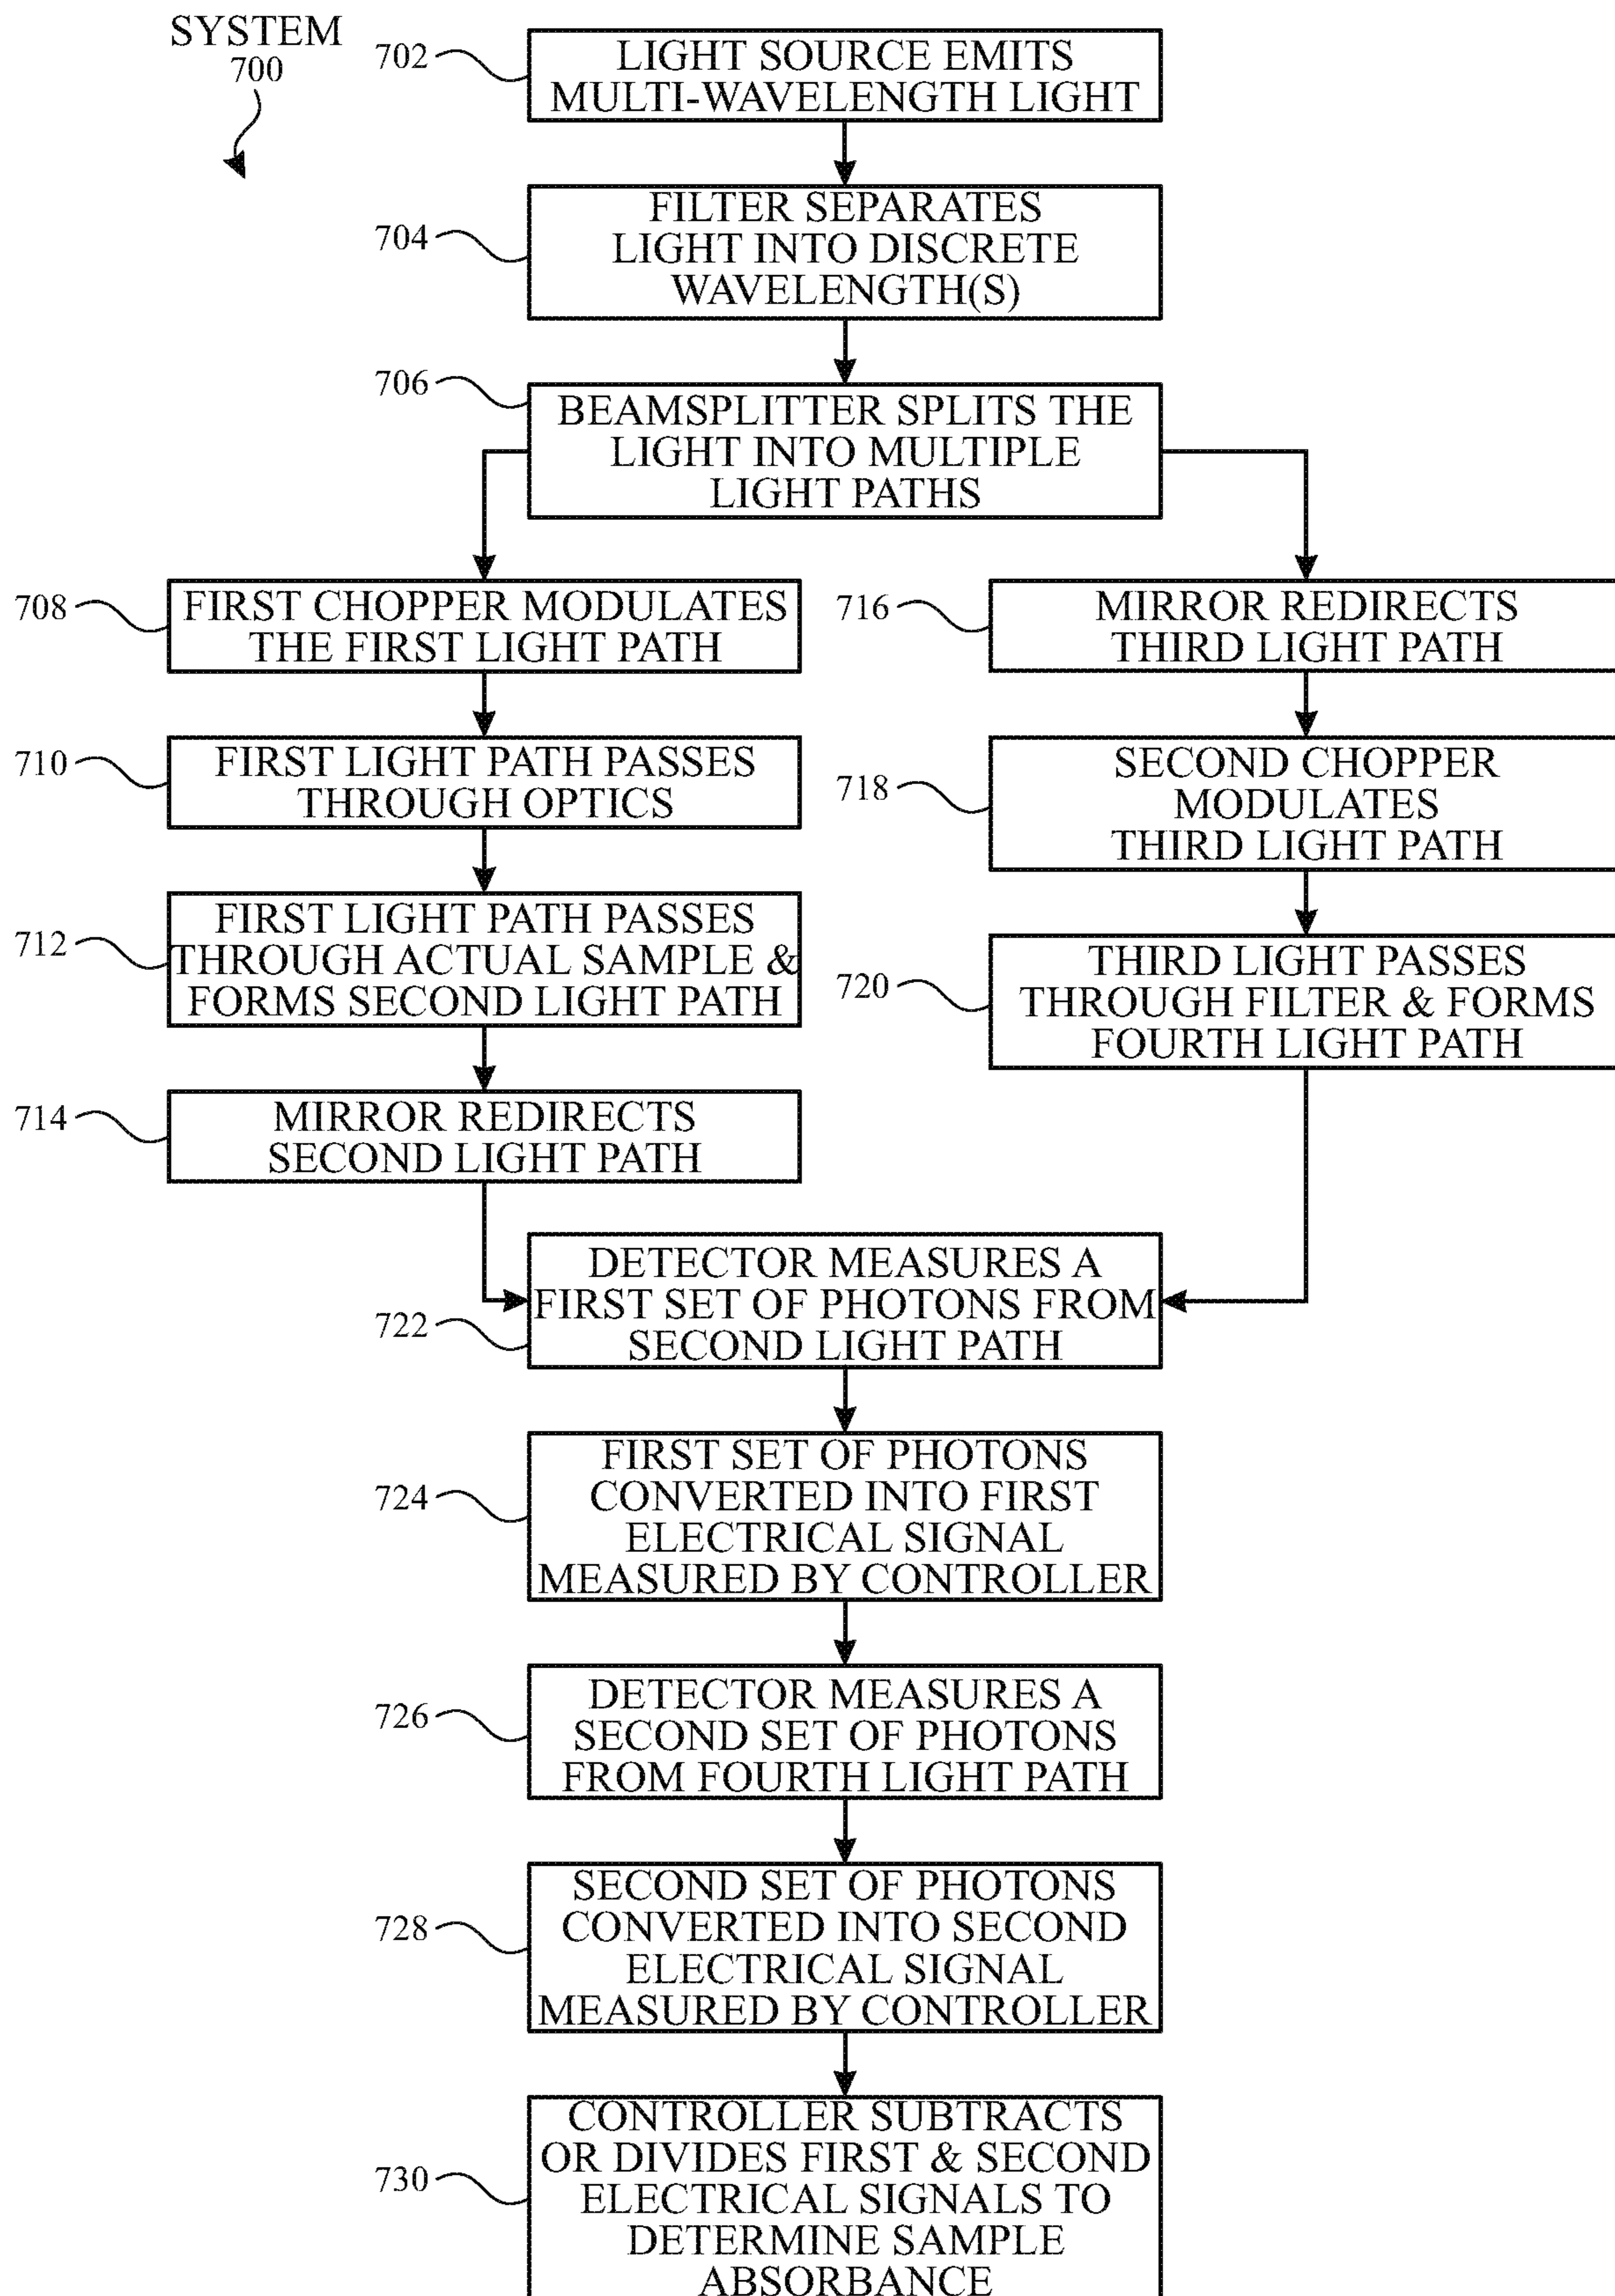 SYSTEM
700
702
LIGHT SOURCE EMITS
MULTI-WAVELENGTH LIGHT
704
FILTER SEPARATES
LIGHT INTO DISCRETE
WAVELENGTH(S)
706
BEAMSPLITTER SPLITS THE
LIGHT INTO MULTIPLE
LIGHT PATHS
708
FIRST CHOPPER MODULATES
THE FIRST LIGHT PATH
710
FIRST LIGHT PATH PASSES
THROUGH OPTICS
712
FIRST LIGHT PATH PASSES
THROUGH ACTUAL SAMPLE &
FORMS SECOND LIGHT PATH
714
MIRROR REDIRECTS
SECOND LIGHT PATH
716
MIRROR REDIRECTS
THIRD LIGHT PATH
718
SECOND CHOPPER
MODULATES
THIRD LIGHT PATH
720
THIRD LIGHT PASSES
THROUGH FILTER & FORMS
FOURTH LIGHT PATH
722
DETECTOR MEASURES A
FIRST SET OF PHOTONS FROM
SECOND LIGHT PATH
724
FIRST SET OF PHOTONS
CONVERTED INTO FIRST
ELECTRICAL SIGNAL
MEASURED BY CONTROLLER
726
DETECTOR MEASURES A
SECOND SET OF PHOTONS
FROM FOURTH LIGHT PATH
728
SECOND SET OF PHOTONS
CONVERTED INTO SECOND
ELECTRICAL SIGNAL
MEASURED BY CONTROLLER
730
CONTROLLER SUBTRACTS
OR DIVIDES FIRST & SECOND
ELECTRICAL SIGNALS TO
DETERMINE SAMPLE
ABSORBANCE